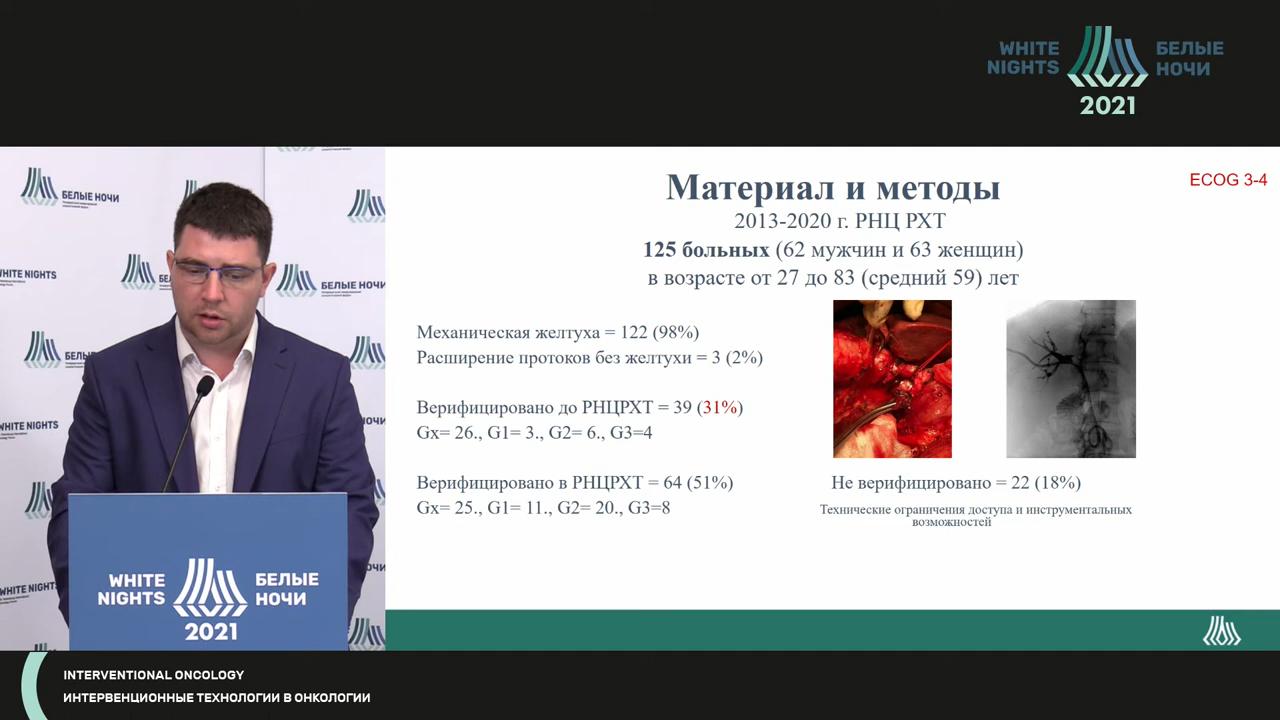 WHITE NIGHTS
БЕЛЫЕ НОЧИ
2021
Материал и методы
ECOG 3-4
2013-2020 г. РНЦ РХТ
125 больных (62 мужчин и 63 женщин)
в возрасте от 27 до 83 (средний 59) лет
Механическая желтуха = 122 (98%)
Расширение протоков без желтухи = 3 (2%)
Верифицировано до РНЦРХТ = 39 (31%)
Gx= 26., G1= 3., G2= 6., G3=4
Верифицировано в РНЦРХТ = 64 (51%)
Gx= 25., G1= 11., G2= 20., G3=8
Не верифицировано = 22 (18%)
Технические ограничения доступа и инструментальных
возможностей
БЕЛЫЕ НОЧИ
WHITE NIGHTS
WHITE NIGHTS
WHITE NIGHTS
WHITE
NIGHTS
БЕЛЫЕ
НОЧИ
2021
INTERVENTIONAL ONCOLOGY
ИНТЕРВЕНЦИОННЫЕ ТЕХНОЛОГИИ В ОНКОЛОГИИ